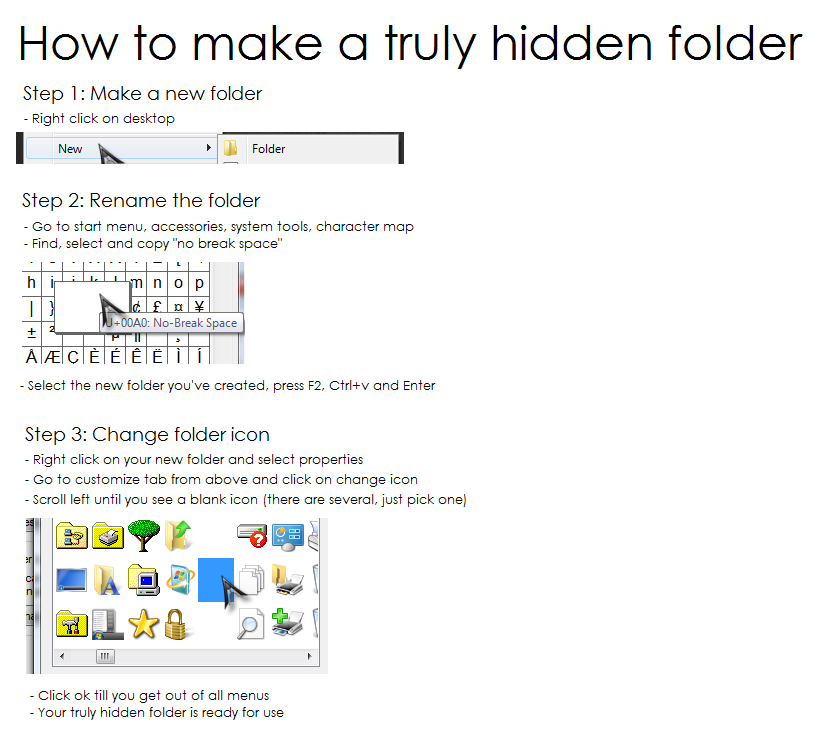 How to make a truly hidden folder
Step 1: Make a new folder
- Right click on desktop
New Folder
Step 2: Rename the folder
- Go to start menu, accessories, system tools, character map
- Find, select and copy "no break space"
h i j k l m n o p
| } ¢ £ ¤ ¥
U+00A0: No-Break Space
± ² µ ¶ ¸
Å Æ Ç È É Ê Ë Ì Í
- Select the new folder you've created, press F2, Ctrl+v and Enter
Step 3: Change folder icon
- Right click on your new folder and select properties
- Go to customize tab from above and click on change icon
- Scroll left until you see a blank icon (there are several, just pick one)
- Click ok till you get out of all menus
- Your truly hidden folder is ready for use